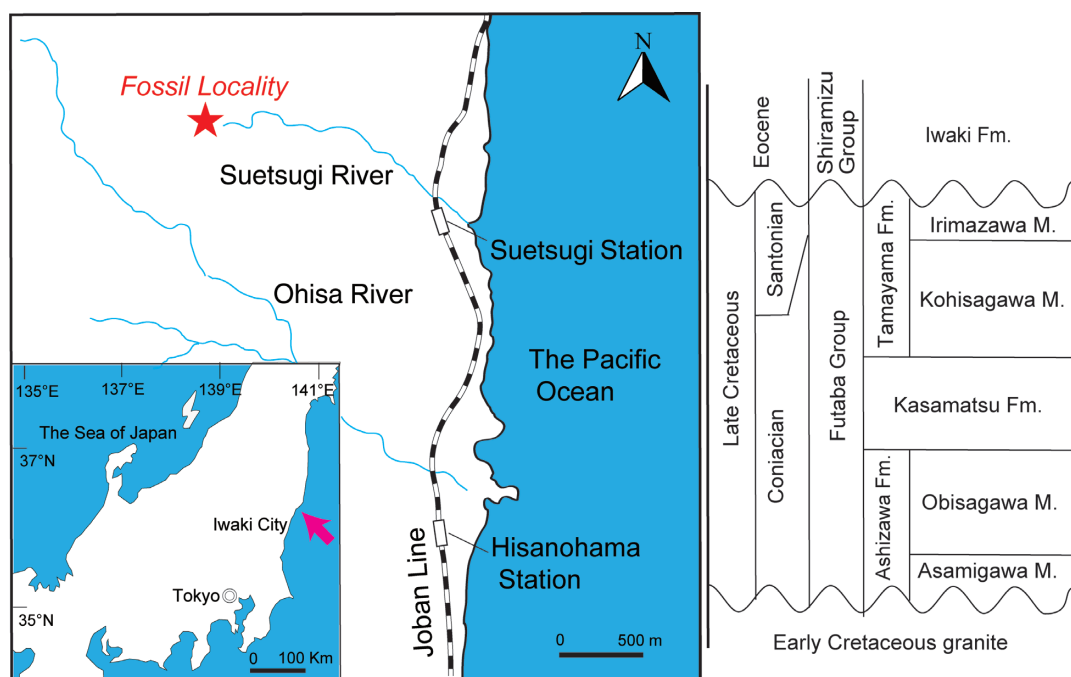 Fossil Locality
N
Suetsugi River
Suetsugi Station
Ohisa River
The Pacific
Ocean
Hisanohama
Station
Joban Line
0 500 m
135°E 137°E 139°E 141°E
The Sea of Japan
37°N
Iwaki City
Tokyo
35°N
0 100 Km
Eocene
Shiramizu
Group
Iwaki Fm.
Late Cretaceous
Santonian
Coniacian
Futaba Group
Tamayama Fm.
Irimazawa M.
Kohisagawa M.
Kasamatsu Fm.
Ashizawa Fm.
Obisagawa M.
Asamigawa M.
Early Cretaceous granite